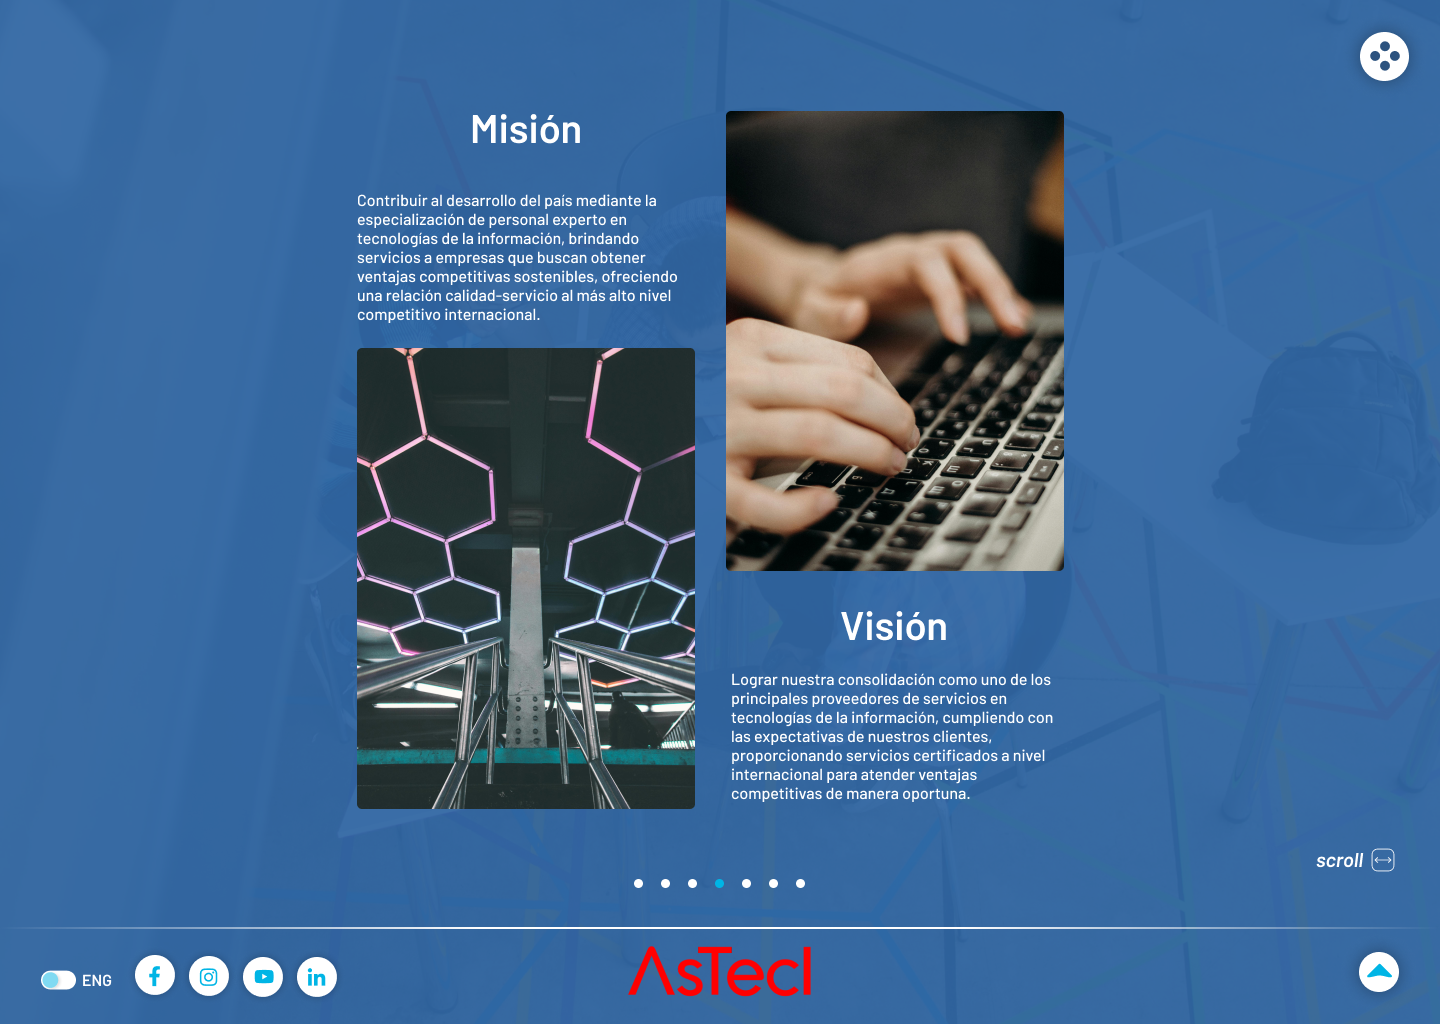 Misión
Contribuir al desarrollo del país mediante la
especialización de personal experto en
tecnologías de la información, brindando
servicios a empresas que buscan obtener
ventajas competitivas sostenibles, ofreciendo
una relación calidad-servicio al más alto nivel
competitivo internacional.
Visión
Lograr nuestra consolidación como uno de los
principales proveedores de servicios en
tecnologías de la información, cumpliendo con
las expectativas de nuestros clientes,
proporcionando servicios certificados a nivel
internacional para atender ventajas
competitivas de manera oportuna.
scroll
ENG
AsTecI